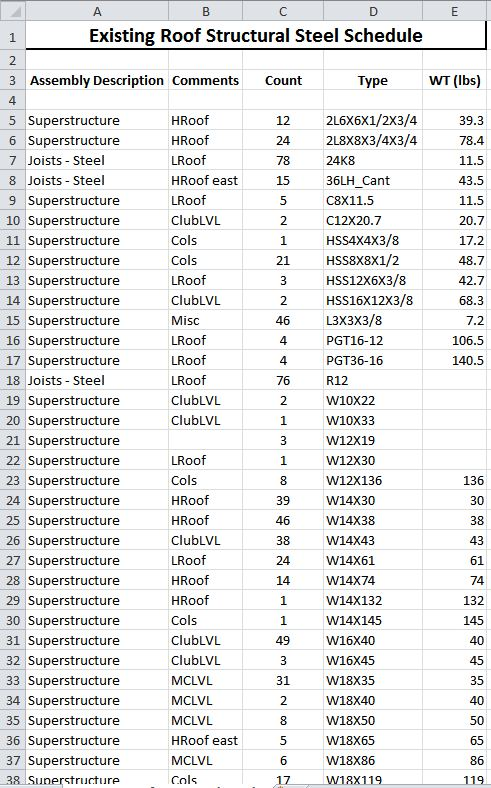 A B C D E
1 Existing Roof Structural Steel Schedule
2
3 Assembly Description Comments Count Type WT (lbs)
4
5 Superstructure HRoof 12 2L6X6X1/2X3/4 39.3
6 Superstructure HRoof 24 2L8X8X3/4X3/4 78.4
7 Joists - Steel LRoof 78 24K8 11.5
8 Joists - Steel HRoof east 15 36LH_Cant 43.5
9 Superstructure LRoof 5 C8X11.5 11.5
10 Superstructure ClubLVL 2 C12X20.7 20.7
11 Superstructure Cols 1 HSS4X4X3/8 17.2
12 Superstructure Cols 21 HSS8X8X1/2 48.7
13 Superstructure LRoof 3 HSS12X6X3/8 42.7
14 Superstructure ClubLVL 2 HSS16X12X3/8 68.3
15 Superstructure Misc 46 L3X3X3/8 7.2
16 Superstructure LRoof 4 PGT16-12 106.5
17 Superstructure LRoof 4 PGT36-16 140.5
18 Joists - Steel LRoof 76 R12
19 Superstructure ClubLVL 2 W10X22
20 Superstructure ClubLVL 1 W10X33
21 Superstructure 3 W12X19
22 Superstructure LRoof 1 W12X30
23 Superstructure Cols 8 W12X136 136
24 Superstructure HRoof 39 W14X30 30
25 Superstructure HRoof 46 W14X38 38
26 Superstructure ClubLVL 38 W14X43 43
27 Superstructure LRoof 24 W14X61 61
28 Superstructure HRoof 14 W14X74 74
29 Superstructure HRoof 1 W14X132 132
30 Superstructure Cols 1 W14X145 145
31 Superstructure ClubLVL 49 W16X40 40
32 Superstructure ClubLVL 3 W16X45 45
33 Superstructure MCLVL 31 W18X35 35
34 Superstructure MCLVL 2 W18X40 40
35 Superstructure MCLVL 8 W18X50 50
36 Superstructure HRoof east 5 W18X65 65
37 Superstructure MCLVL 6 W18X86 86
38 Superstructure Cols 17 W18X119 119